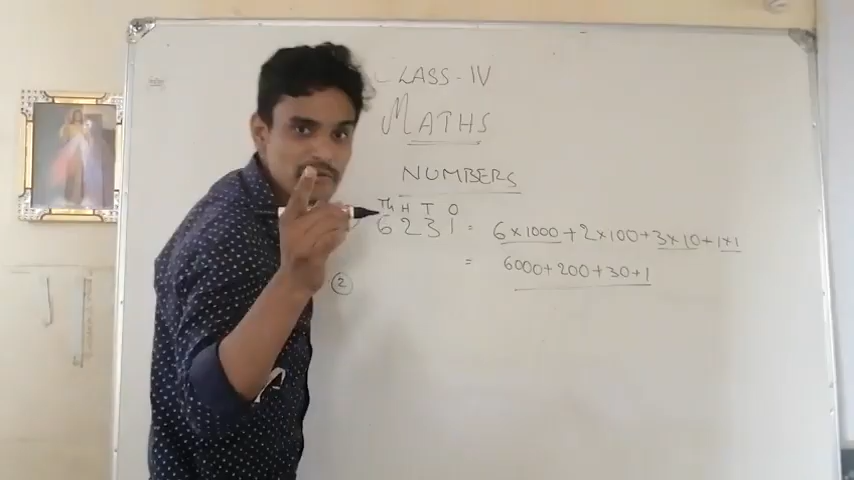 CLASS - IV
MATHS
NUMBERS
Th H T O
6 2 3 1 = 6×1000+2×100+3×10+1×1
= 6000+200+30+1
2